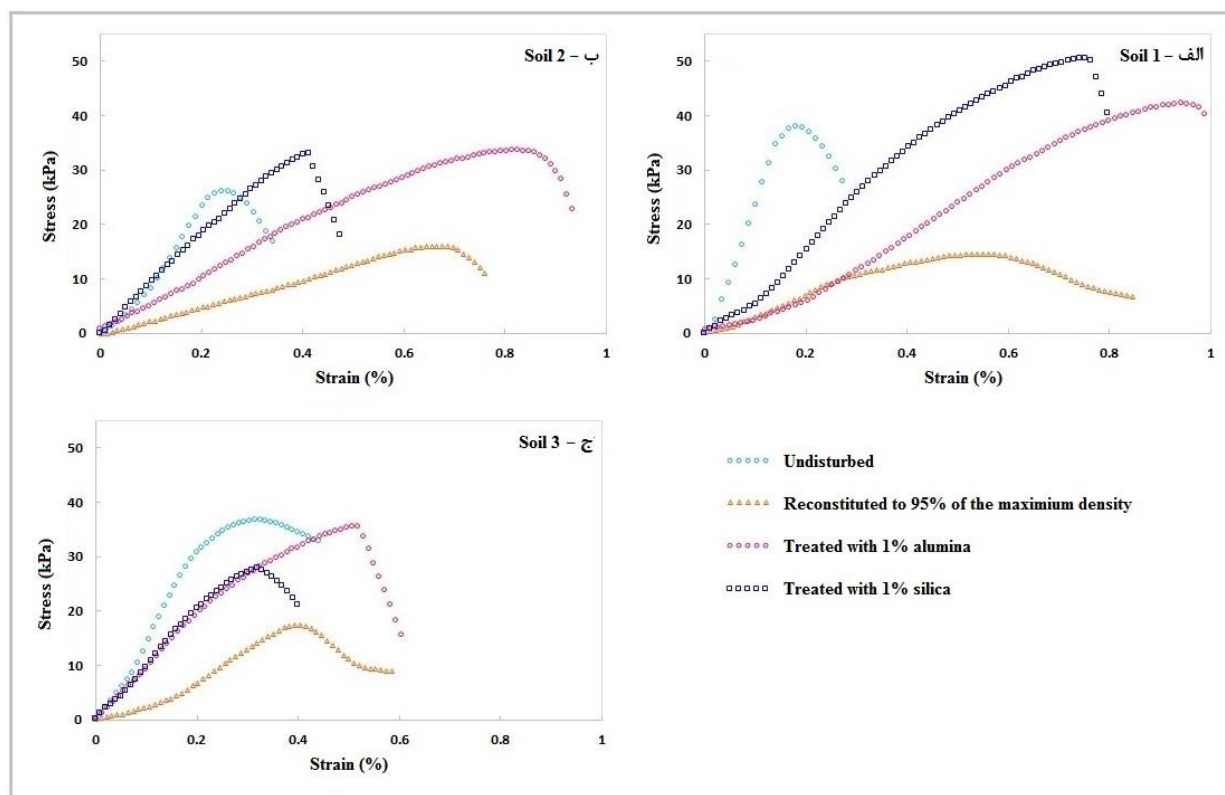 Soil 2 – ب
50
40
30
20
10
0
Stress (kPa)
0 0.2 0.4 0.6 0.8 1
Strain (%)
Soil 1 – الف
50
40
30
20
10
0
Stress (kPa)
0 0.2 0.4 0.6 0.8 1
Strain (%)
Soil 3 – ج
50
40
30
20
10
0
Stress (kPa)
0 0.2 0.4 0.6 0.8 1
Strain (%)
Undisturbed
Reconstituted to 95% of the maximium density
Treated with 1% alumina
Treated with 1% silica